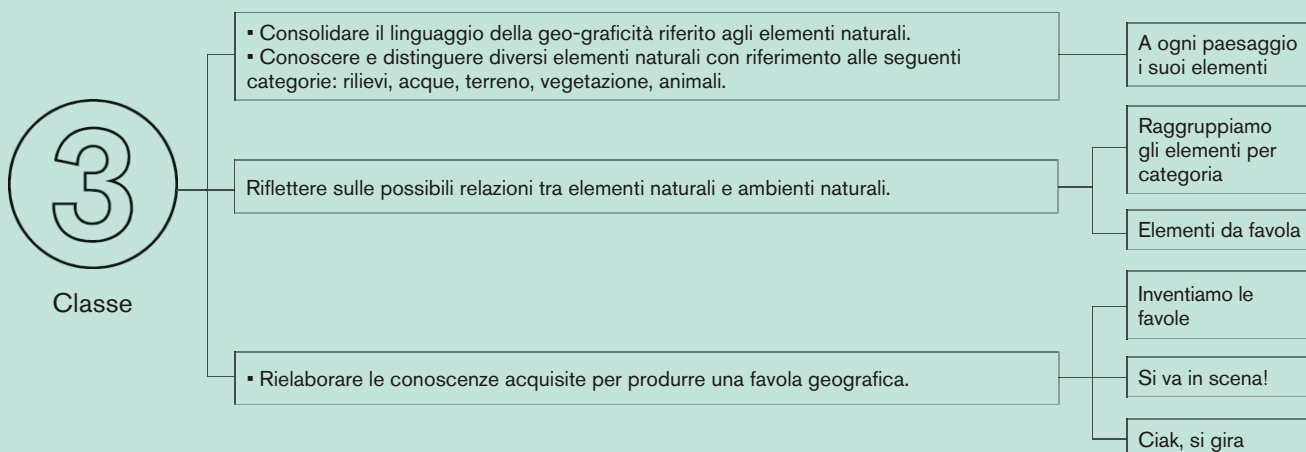 3
Classe
▪ Consolidare il linguaggio della geo-graficità riferito agli elementi naturali.
▪ Conoscere e distinguere diversi elementi naturali con riferimento alle seguenti
categorie: rilievi, acque, terreno, vegetazione, animali.
A ogni paesaggio
i suoi elementi
Riflettere sulle possibili relazioni tra elementi naturali e ambienti naturali.
Raggruppiamo
gli elementi per
categoria
Elementi da favola
▪ Rielaborare le conoscenze acquisite per produrre una favola geografica.
Inventiamo le
favole
Si va in scena!
Ciak, si gira